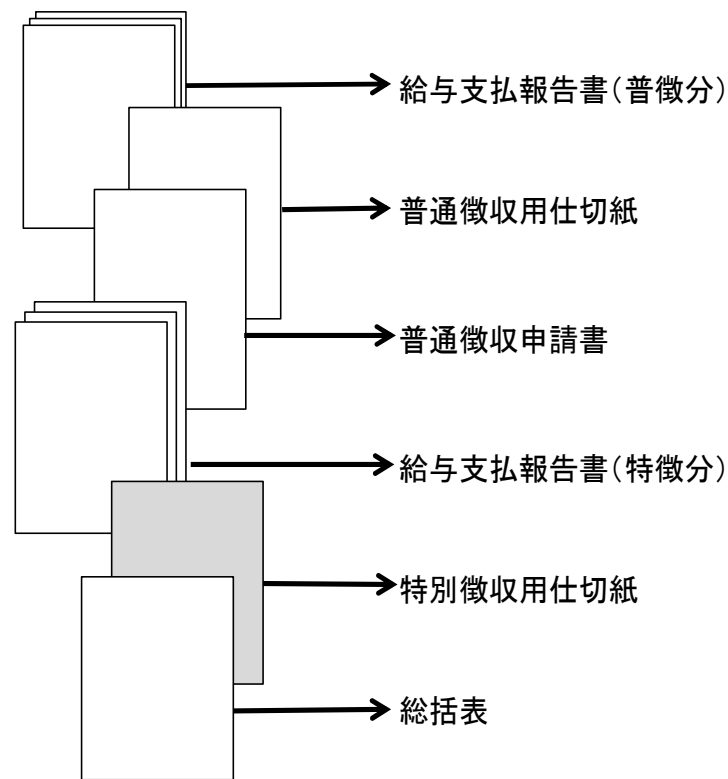 給与支払報告書（普徴分）
普通徴収用仕切紙
普通徴収申請書
給与支払報告書（特徴分）
特別徴収用仕切紙
総括表